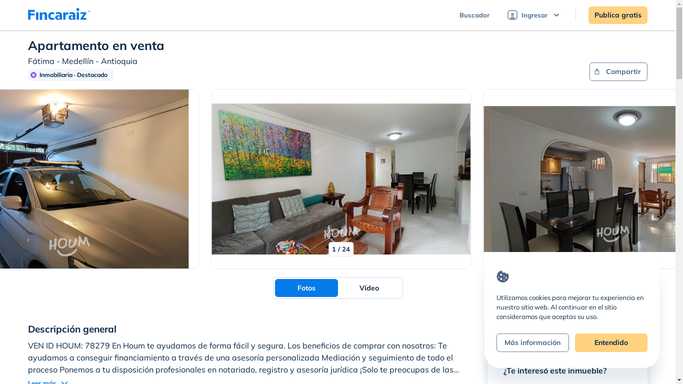 Fincaraiz
Buscador
Ingresar
Publica gratis
Apartamento en venta
Fátima - Medellín - Antioquia
Inmobiliaria · Destacado
Compartir
HOUM
HOUM
HOUM
1 / 24
Fotos
Video
Descripción general
VEN ID HOUM: 78279 En Houm te ayudamos de forma fácil y segura. Los beneficios de comprar con nosotros: Te
ayudamos a conseguir financiamiento a través de una asesoría personalizada Mediación y seguimiento de todo el
proceso Ponemos a tu disposición profesionales en notariado, registro y asesoría jurídica ¡Solo te preocupas de las...
Leer más
Utilizamos cookies para mejorar tu experiencia en
nuestro sitio web. Al continuar en el sitio
consideramos que aceptas su uso.
Más información
Entendido
¿Te interesó este inmueble?